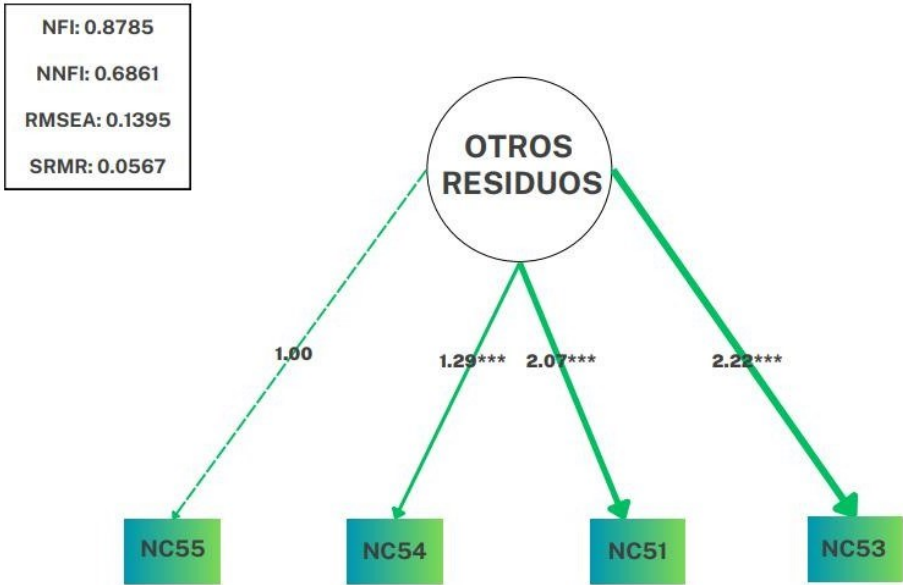 NFI: 0.8785
NNFI: 0.6861
RMSEA: 0.1395
SRMR: 0.0567
OTROS
RESIDUOS
1.00
1.29***
2.07***
2.22***
NC55
NC54
NC51
NC53